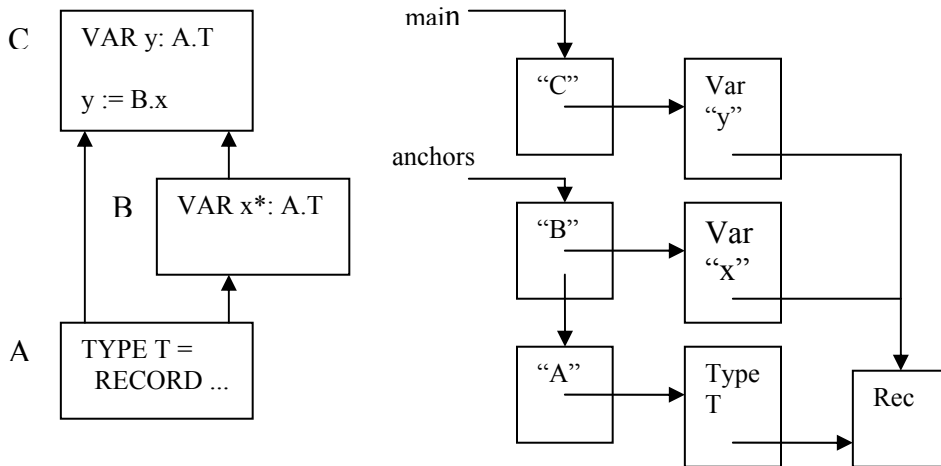 C
VAR y: A.T
y := B.x
B
VAR x*: A.T
A
TYPE T =
RECORD ...
main
“C”
Var
“y”
anchors
“B”
Var
“x”
“A”
Type
T
Rec